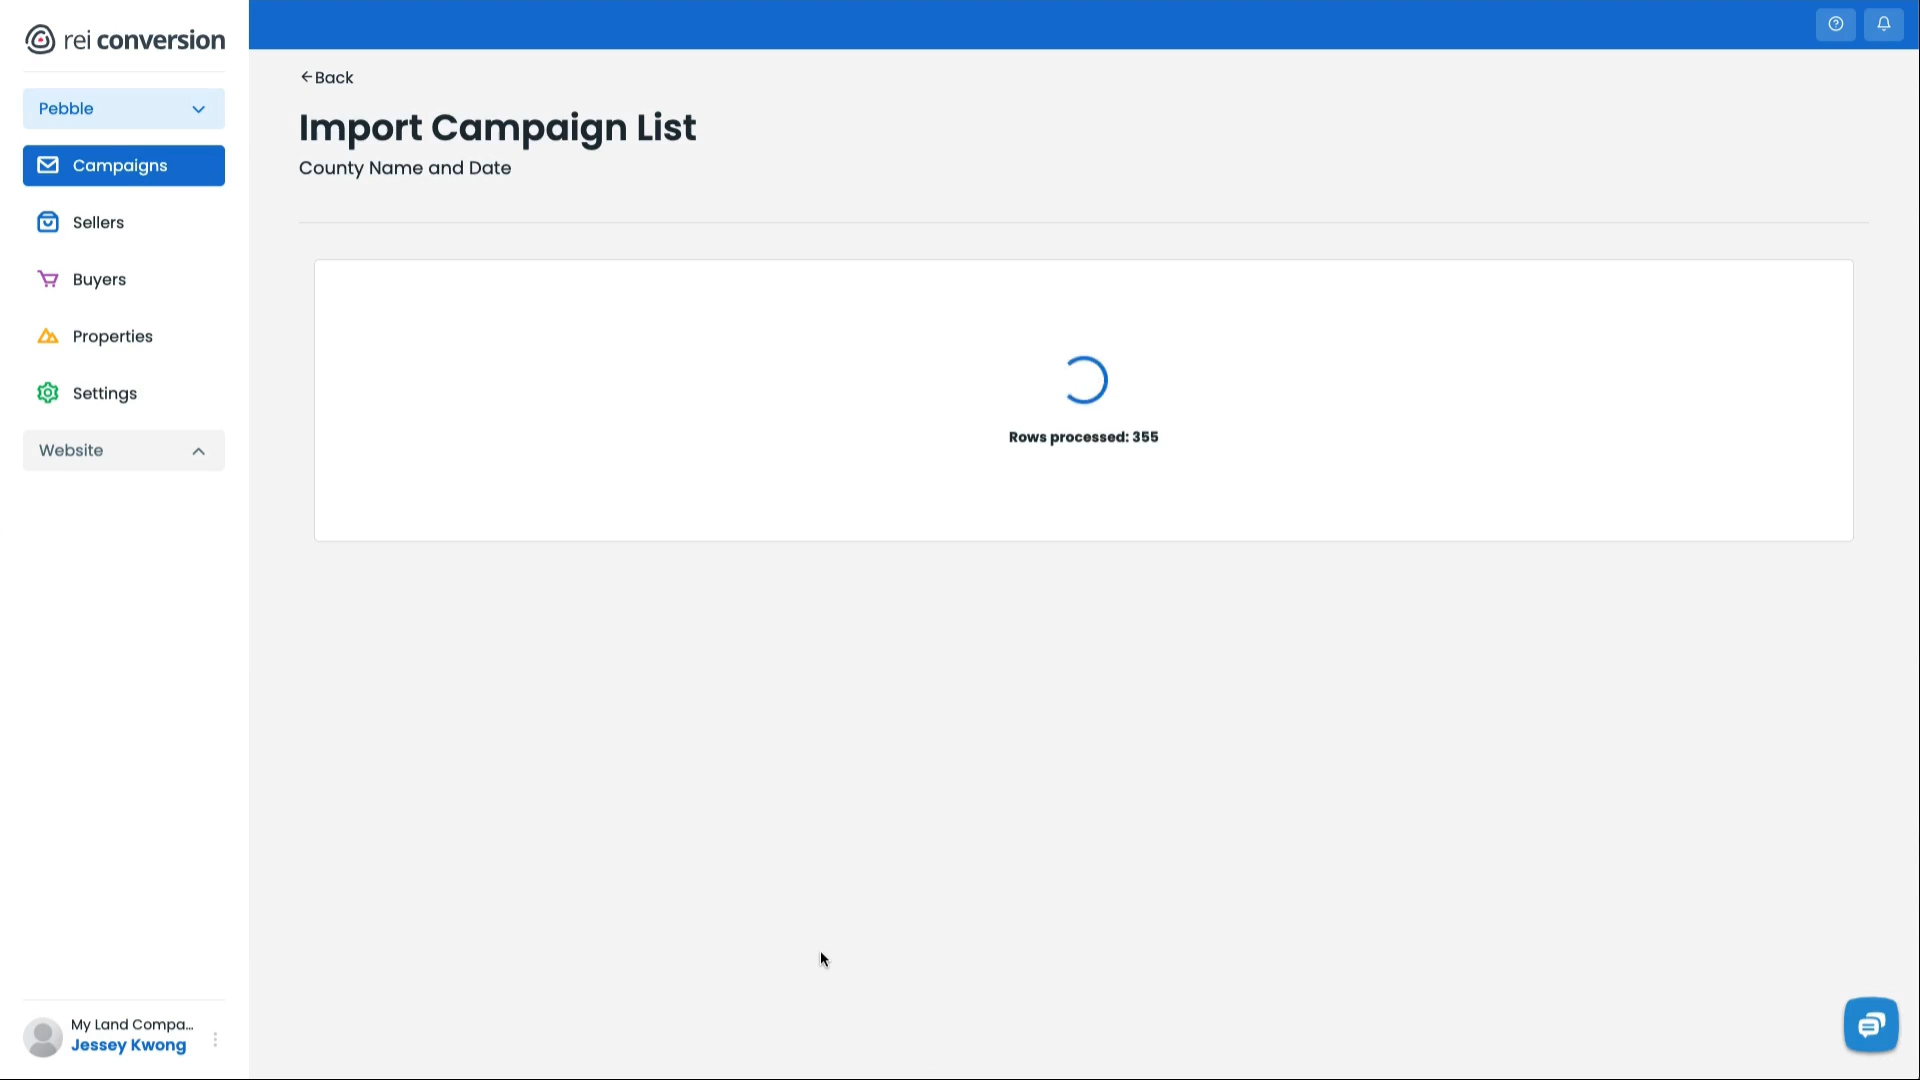 rei conversion
Pebble
Campaigns
Sellers
Buyers
Properties
Settings
Website
My Land Compa...
Jessey Kwong
Back
Import Campaign List
County Name and Date
Rows processed: 355